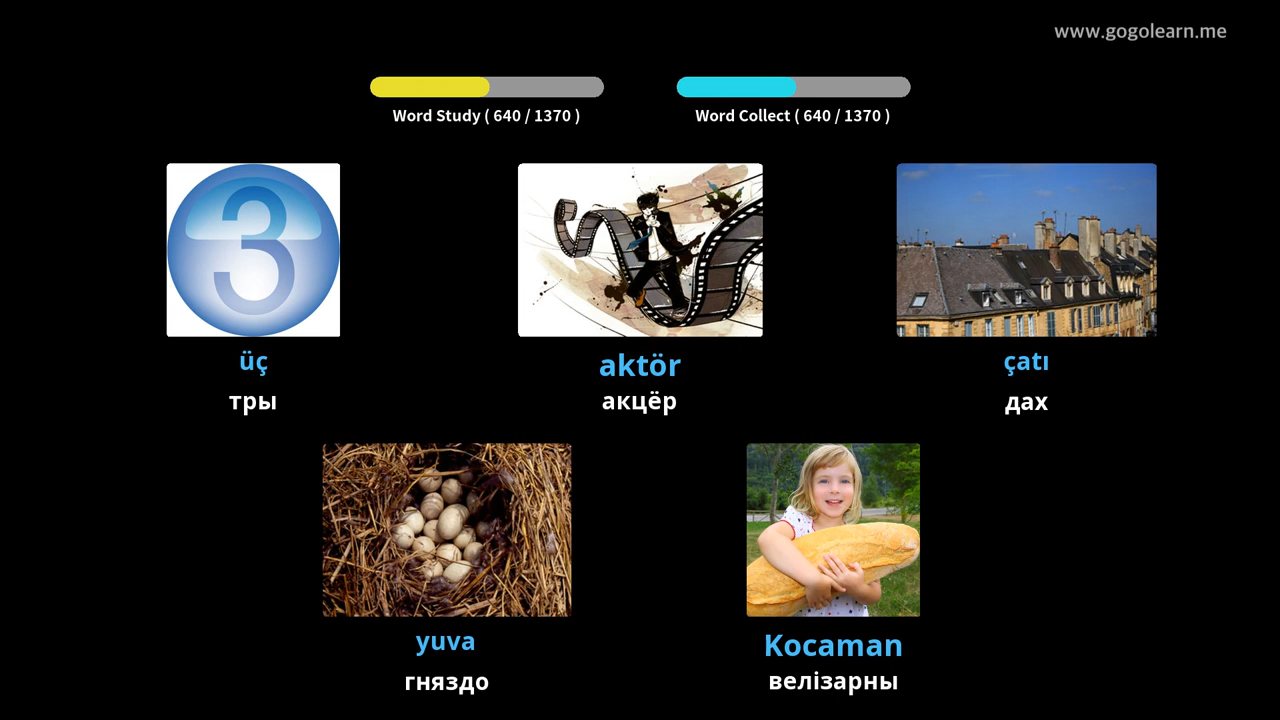 www.gogolearn.me
Word Study ( 640 / 1370 )
Word Collect ( 640 / 1370 )
3
üç
тры
aktör
акцёр
çatı
дах
yuva
гняздо
Kocaman
велізарны